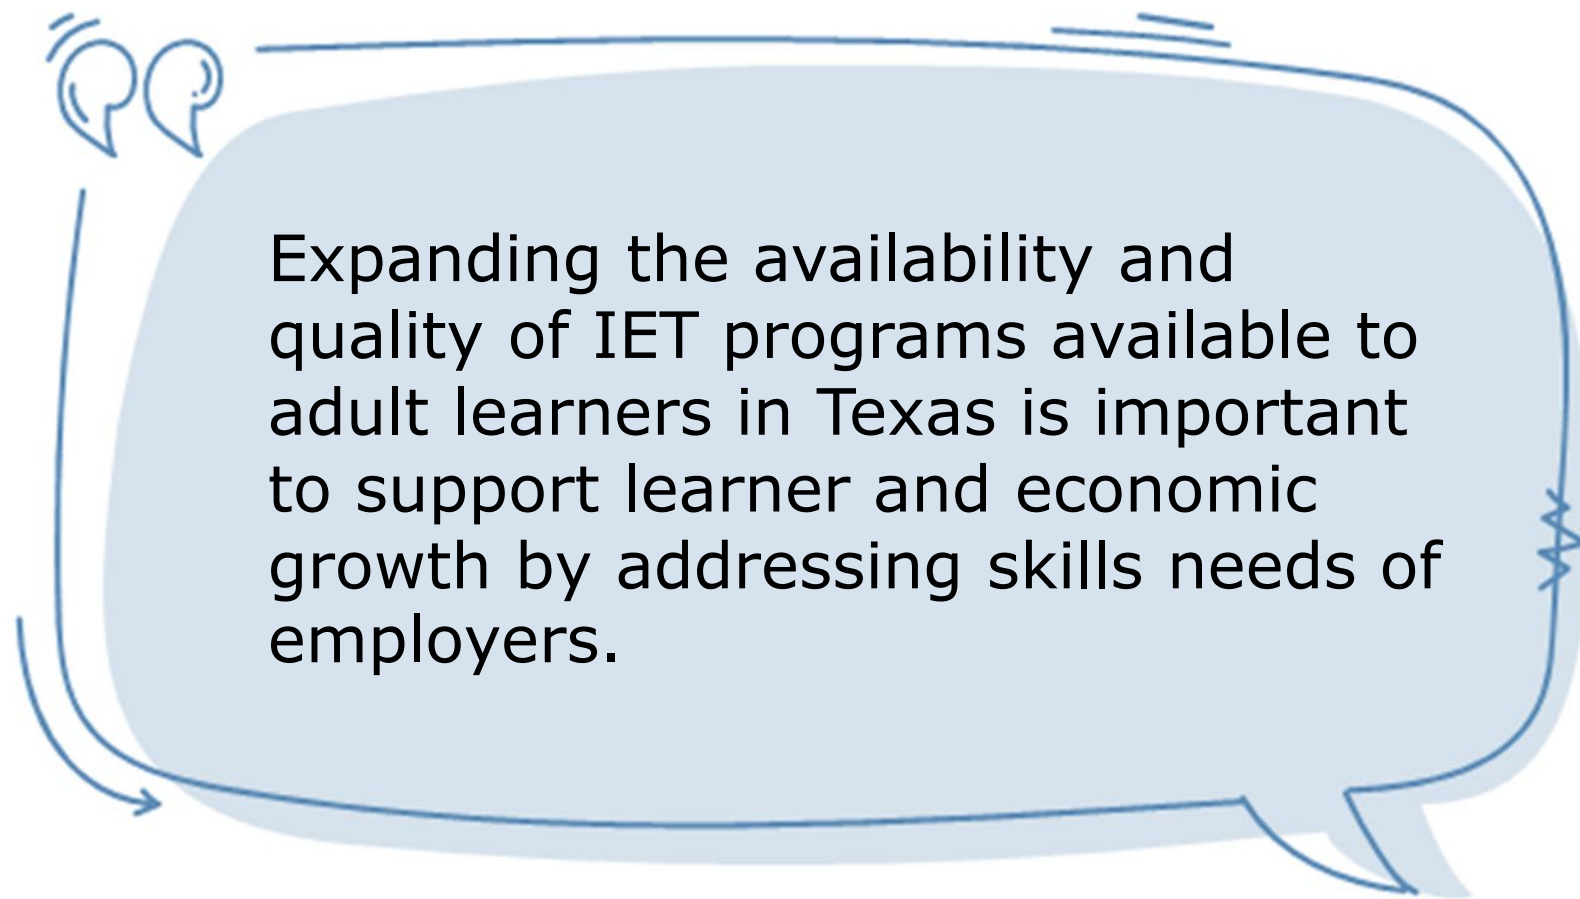 Expanding the availability and
quality of IET programs available to
adult learners in Texas is important
to support learner and economic
growth by addressing skills needs of
employers.